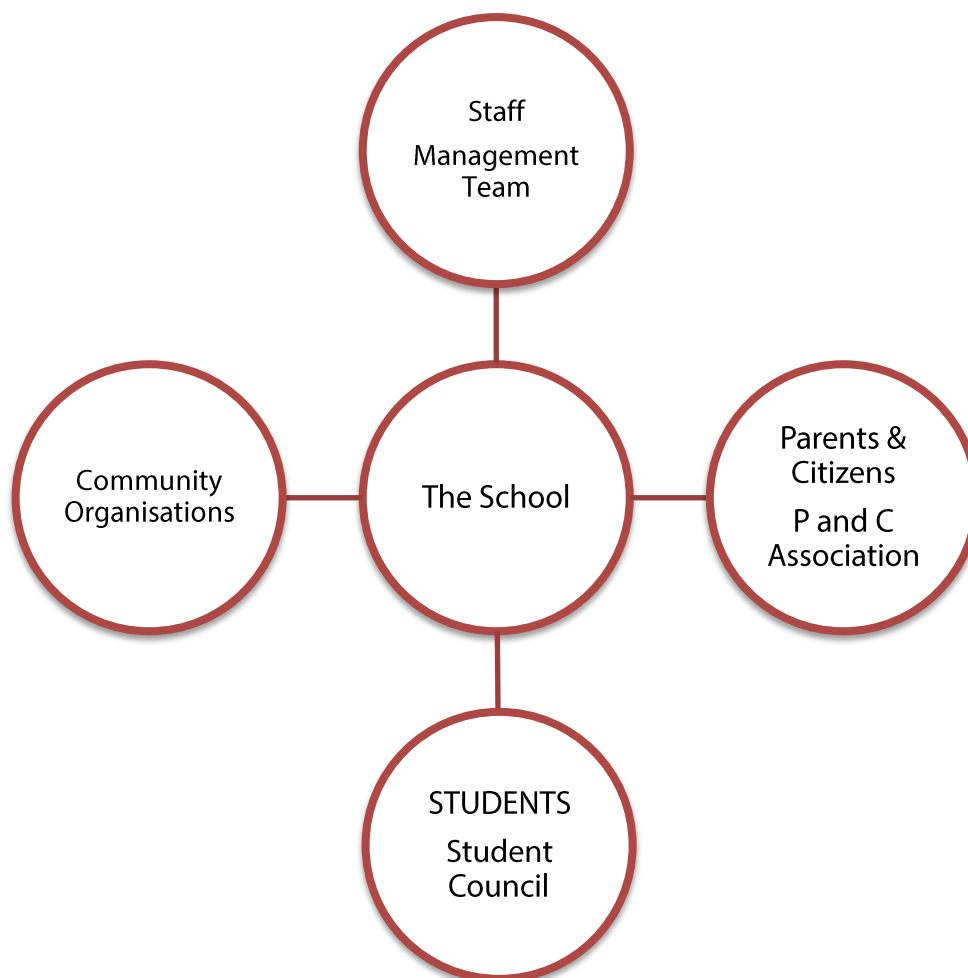 Staff
Management
Team
Community
Organisations
The School
Parents &
Citizens
P and C
Association
STUDENTS
Student
Council